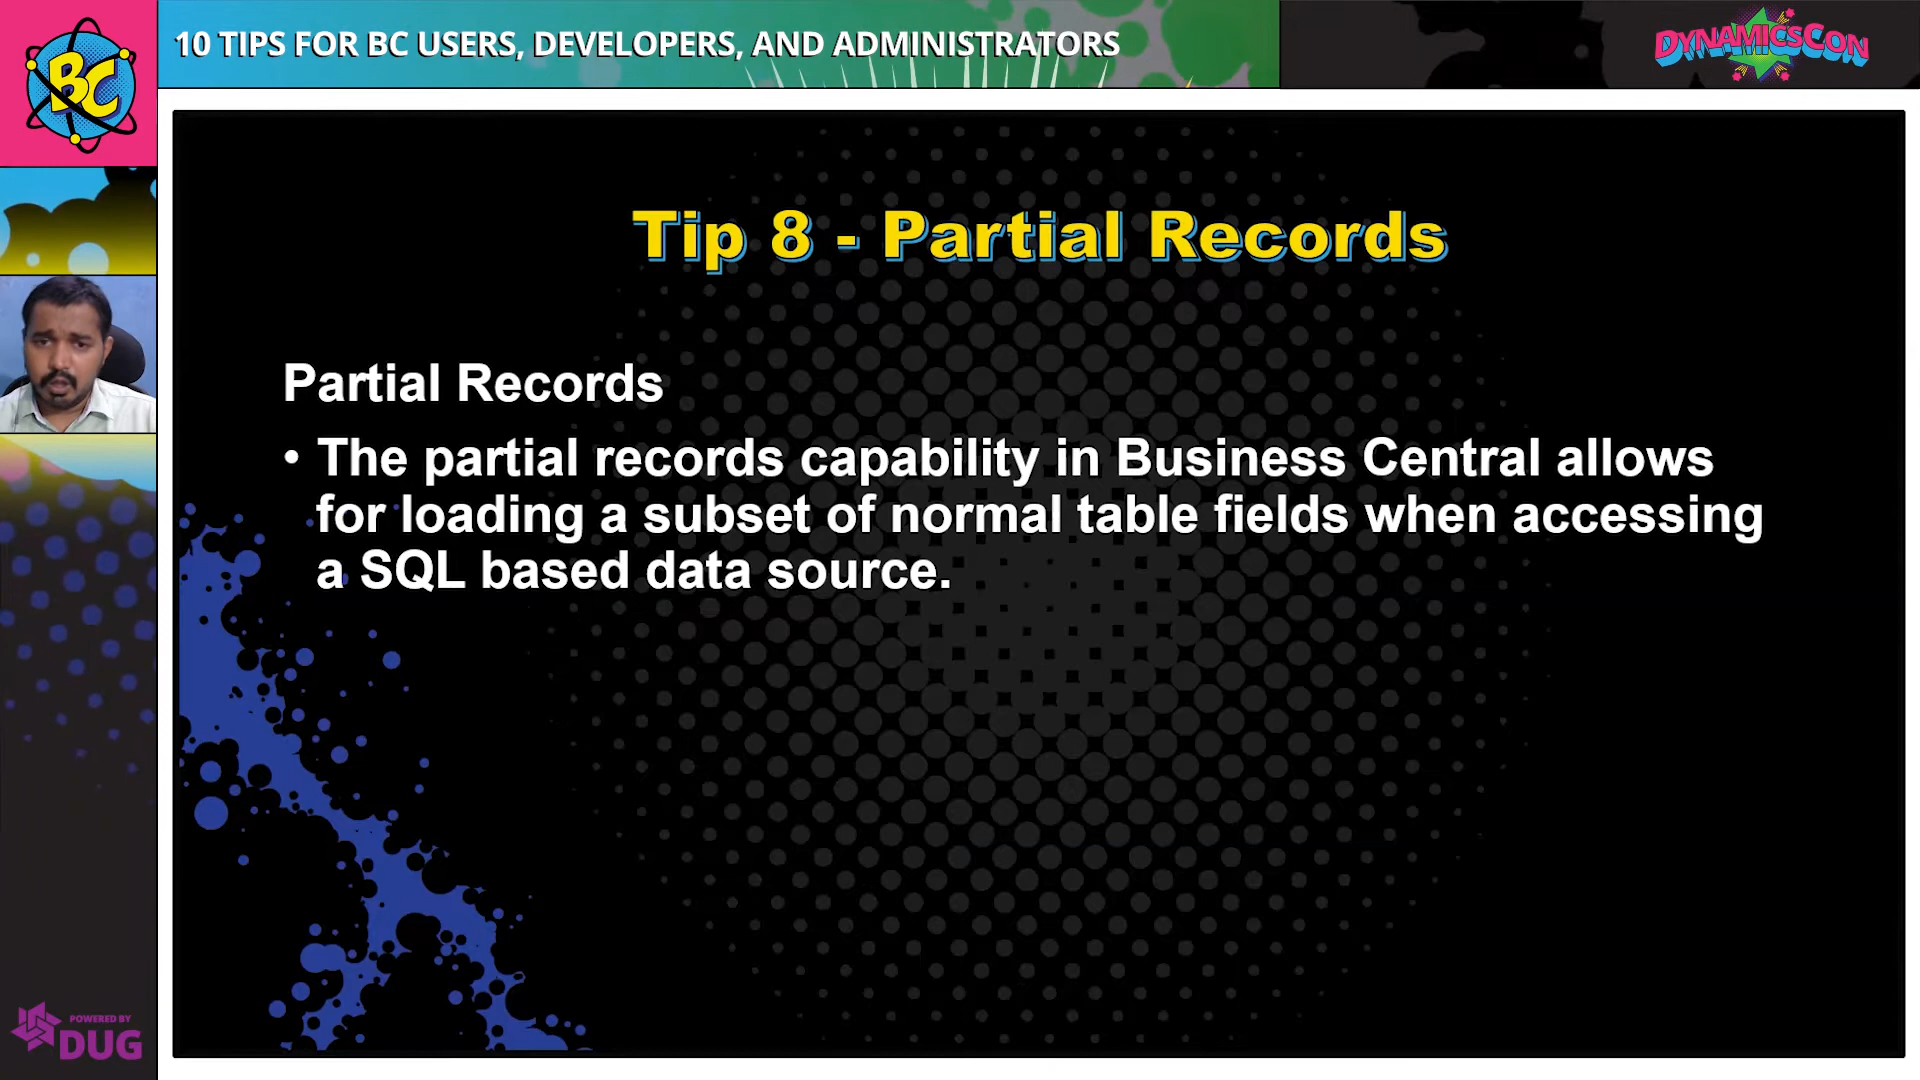 BC
10 TIPS FOR BC USERS, DEVELOPERS, AND ADMINISTRATORS
DYNAMICSCON
Tip 8 - Partial Records
Partial Records
• The partial records capability in Business Central allows
for loading a subset of normal table fields when accessing
a SQL based data source.
POWERED BY
DUG